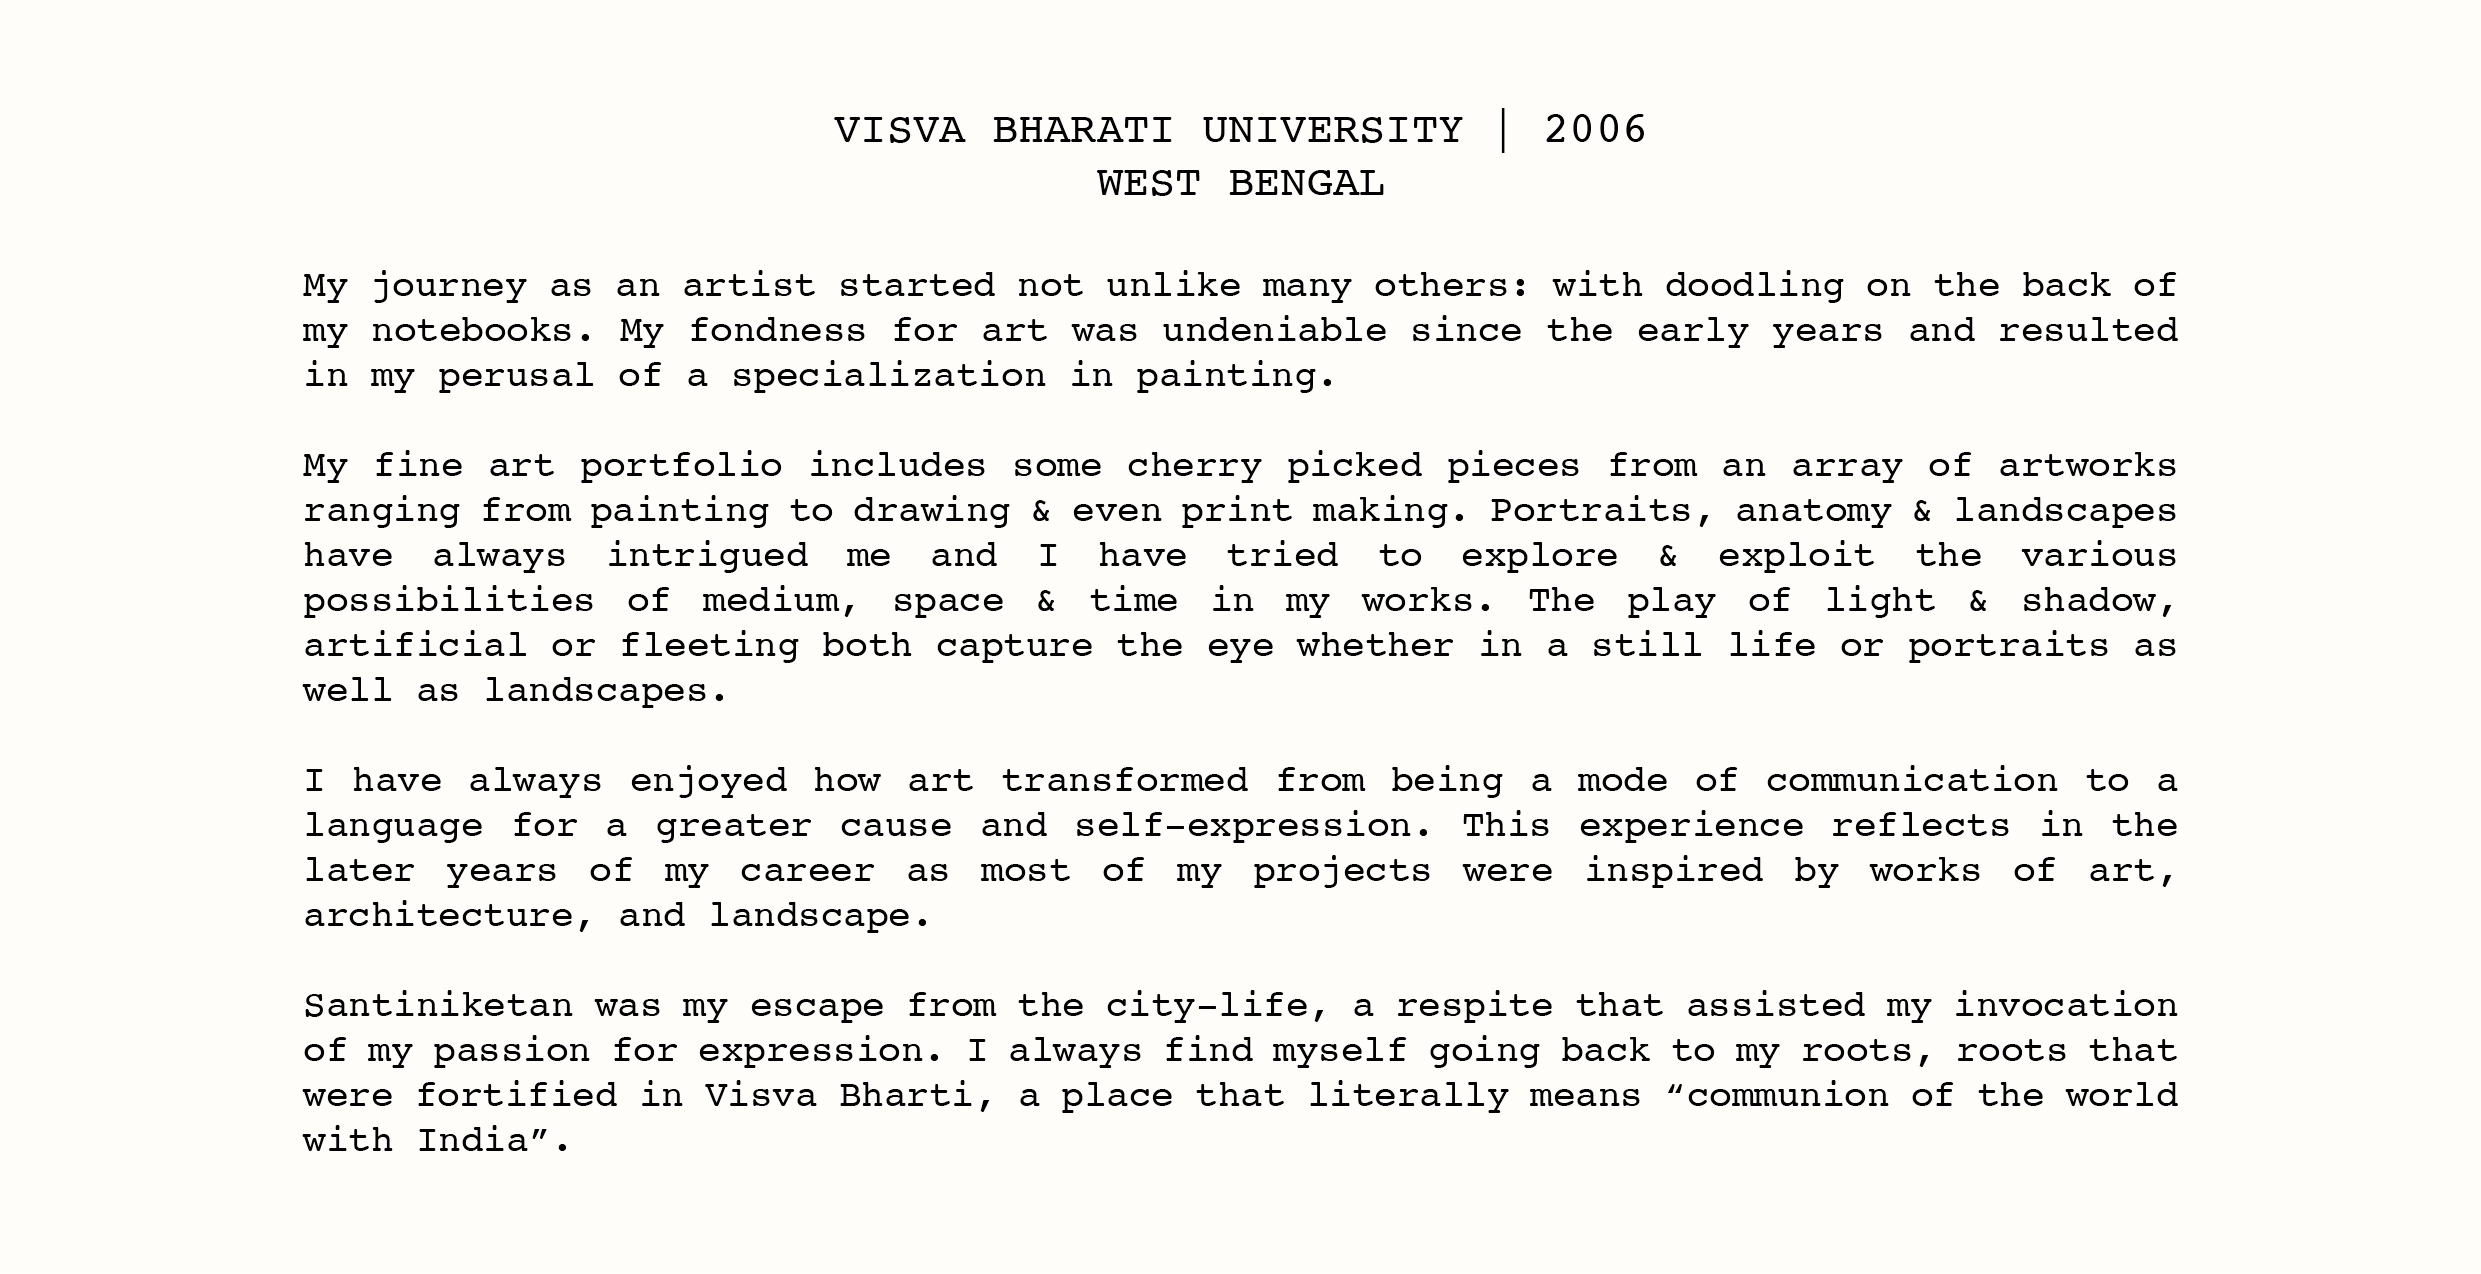 VISVA BHARATI UNIVERSITY | 2006
WEST BENGAL
My journey as an artist started not unlike many others: with doodling on the back of
my notebooks. My fondness for art was undeniable since the early years and resulted
in my perusal of a specialization in painting.
My fine art portfolio includes some cherry picked pieces from an array of artworks
ranging from painting to drawing & even print making. Portraits, anatomy & landscapes
have always intrigued me and I have tried to explore & exploit the various
possibilities of medium, space & time in my works. The play of light & shadow,
artificial or fleeting both capture the eye whether in a still life or portraits as
well as landscapes.
I have always enjoyed how art transformed from being a mode of communication to a
language for a greater cause and self-expression. This experience reflects in the
later years of my career as most of my projects were inspired by works of art,
architecture, and landscape.
Santiniketan was my escape from the city-life, a respite that assisted my invocation
of my passion for expression. I always find myself going back to my roots, roots that
were fortified in Visva Bharti, a place that literally means “communion of the world
with India”.